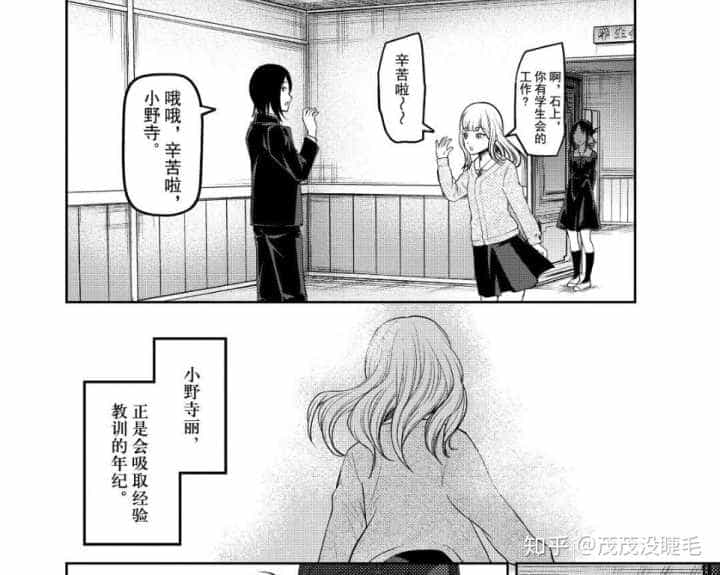 啊，石上，
你有学生会的
工作？
辛苦啦~~
哦哦，辛苦啦，
小野寺。
小野寺丽，
正是会吸取经验
教训的年纪。
知乎 @茂茂没睫毛